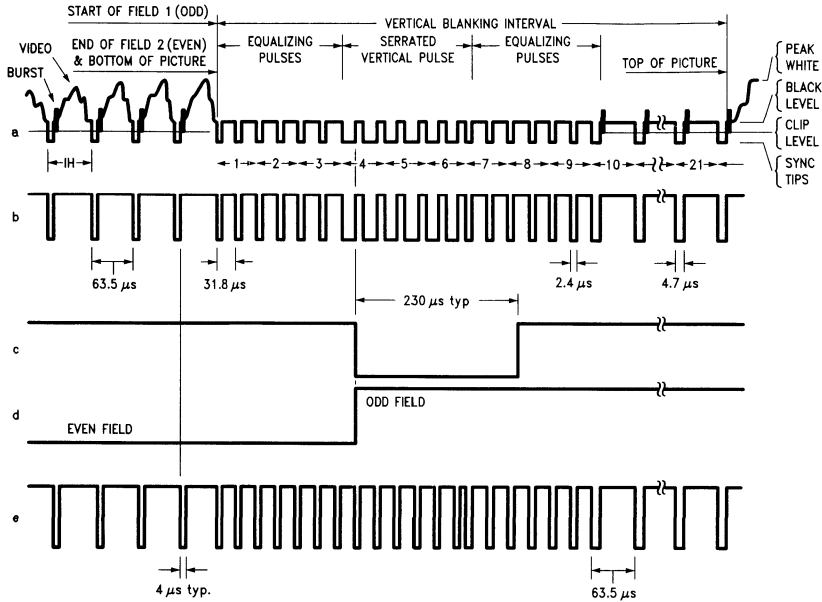 START OF FIELD 1 (ODD)
VERTICAL BLANKING INTERVAL
END OF FIELD 2 (EVEN)
& BOTTOM OF PICTURE
EQUALIZING
PULSES
SERRATED
VERTICAL PULSE
EQUALIZING
PULSES
TOP OF PICTURE
VIDEO
BURST
PEAK
WHITE
BLACK
LEVEL
CLIP
LEVEL
SYNC
TIPS
a
IH
1 2 3 4 5 6 7 8 9 10 21
b
63.5 μs
31.8 μs
2.4 μs
4.7 μs
230 μs typ
c
d
ODD FIELD
EVEN FIELD
e
4 μs typ.
63.5 μs